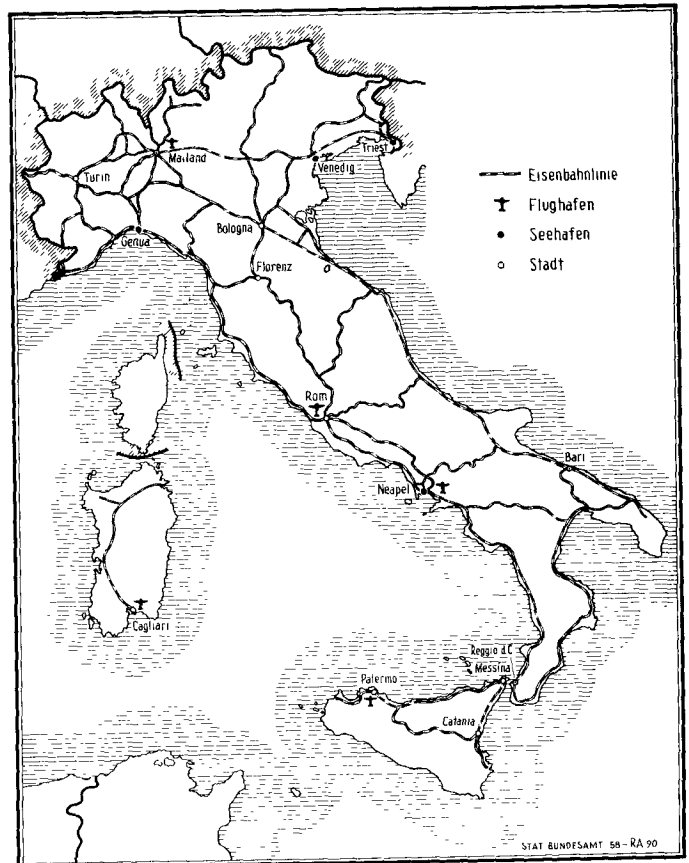 Mailand
Triest
Venedig
Turin
Eisenbahnlinie
Flughafen
Bologna
Seehafen
Genua
Florenz
Stadt
Rom
Bari
Neapel
Cagliari
Reggio d.C.
Messina
Palermo
Catania
STAT BUNDESAMT 58-RA 90